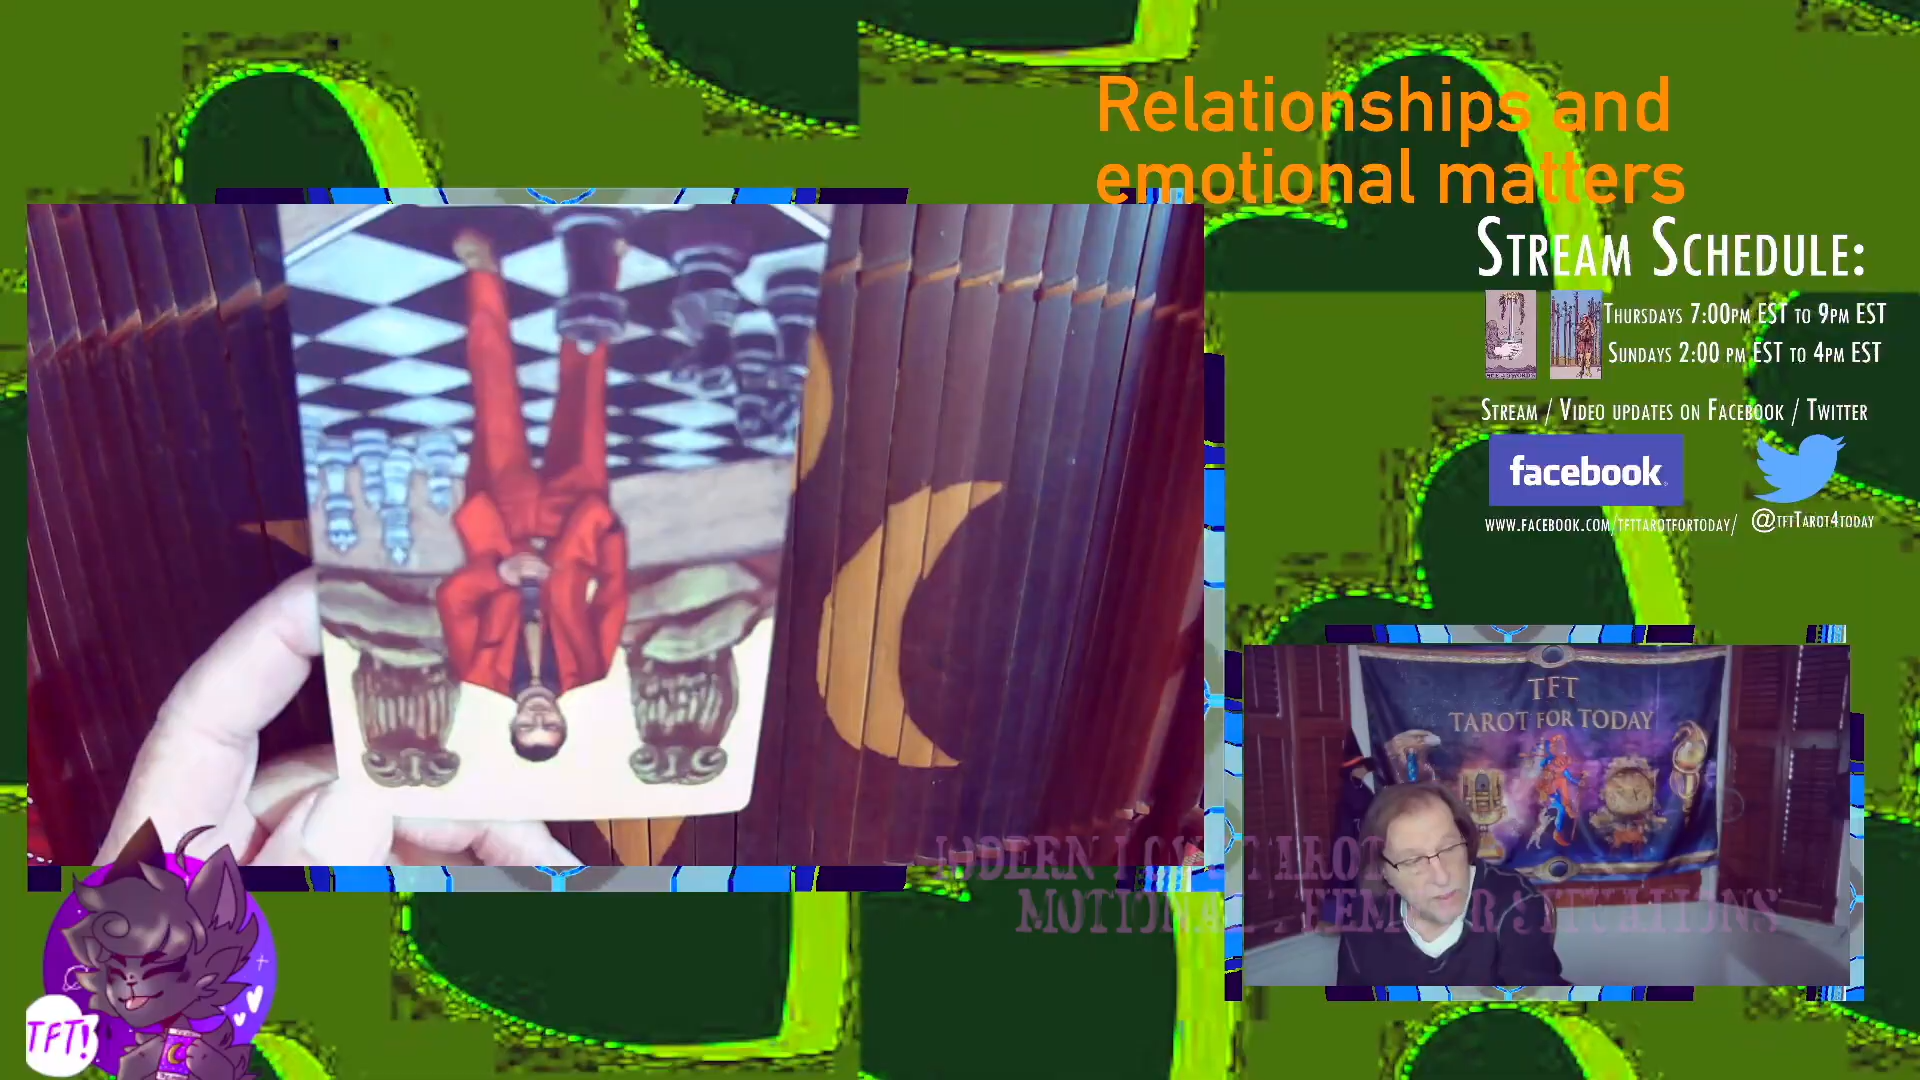 Relationships and
emotional matters
STREAM SCHEDULE:
THURSDAYS 7:00PM EST TO 9PM EST
SUNDAYS 2:00 PM EST TO 4PM EST
STREAM / VIDEO UPDATES ON FACEBOOK / TWITTER
facebook
WWW.FACEBOOK.COM/TFTTAROTFORTODAY/
@TFTTAROT4TODAY
TFT
TAROT FOR TODAY
TAROT
TFT!